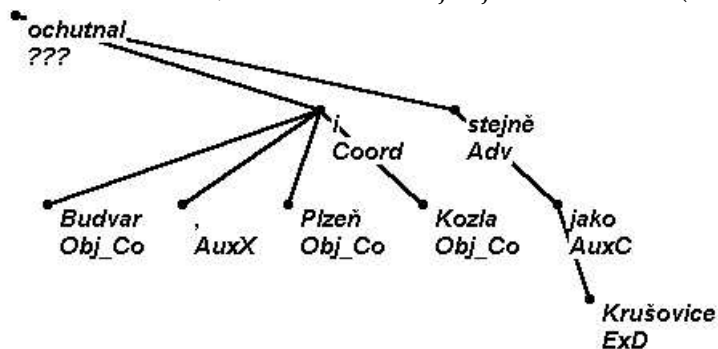 ochutnal
???
i
Coord
stejně
Adv
Budvar
Obj_Co
,
AuxX
Plzeň
Obj_Co
Kozla
Obj_Co
jako
AuxC
Krušovice
ExD